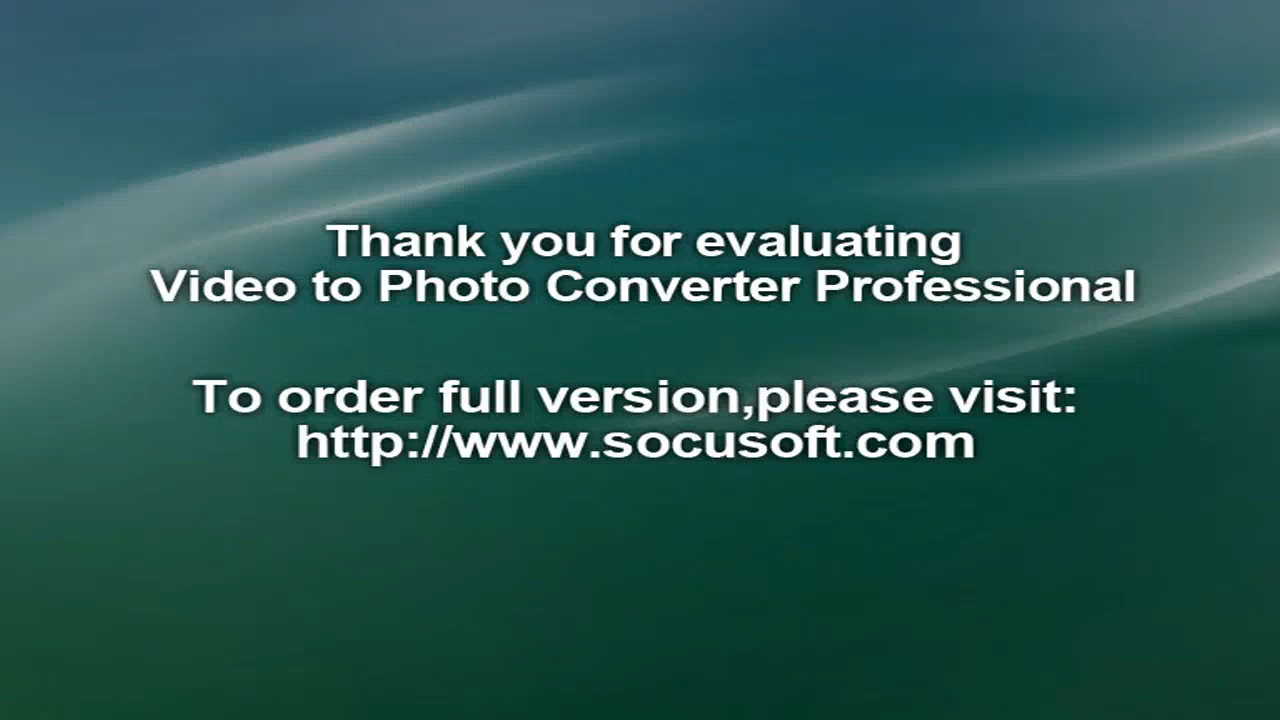 Thank you for evaluating
Video to Photo Converter Professional
To order full version,please visit:
http://www.socusoft.com